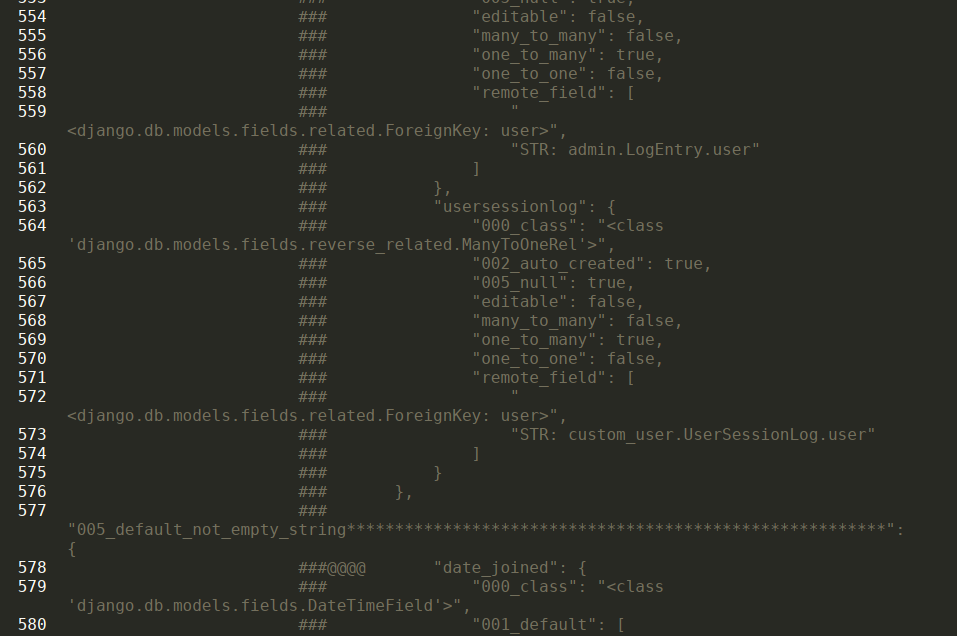 554 ### "editable": false,
555 ### "many_to_many": false,
556 ### "one_to_many": true,
557 ### "one_to_one": false,
558 ### "remote_field": [
559 ### "
<django.db.models.fields.related.ForeignKey: user>",
560 ### "STR: admin.LogEntry.user"
561 ### ]
562 ### },
563 ### "usersessionlog": {
564 ### "000_class": "<class
'django.db.models.fields.reverse_related.ManyToOneRel'>",
565 ### "002_auto_created": true,
566 ### "005_null": true,
567 ### "editable": false,
568 ### "many_to_many": false,
569 ### "one_to_many": true,
570 ### "one_to_one": false,
571 ### "remote_field": [
572 ### "
<django.db.models.fields.related.ForeignKey: user>",
573 ### "STR: custom_user.UserSessionLog.user"
574 ### ]
575 ### }
576 ### },
577 ###
"005_default_not_empty_string********************************************************":
{
578 ###@@@@ "date_joined": {
579 ### "000_class": "<class
'django.db.models.fields.DateTimeField'>",
580 ### "001_default": [